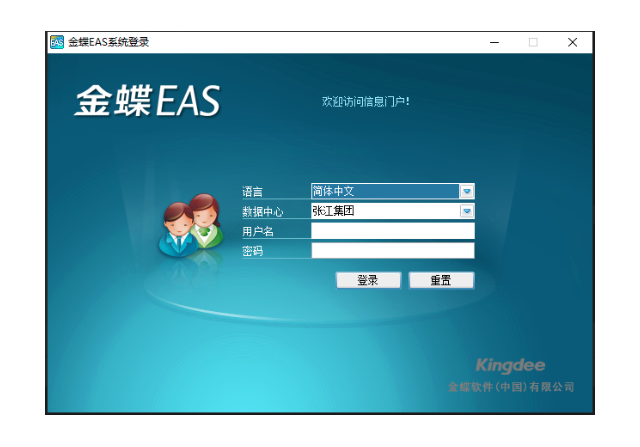 EAS 金蝶EAS系统登录
金蝶EAS
欢迎访问信息门户!
语言 简体中文
数据中心 张江集团
用户名
密码
登录 重置
Kingdee
金蝶软件(中国)有限公司